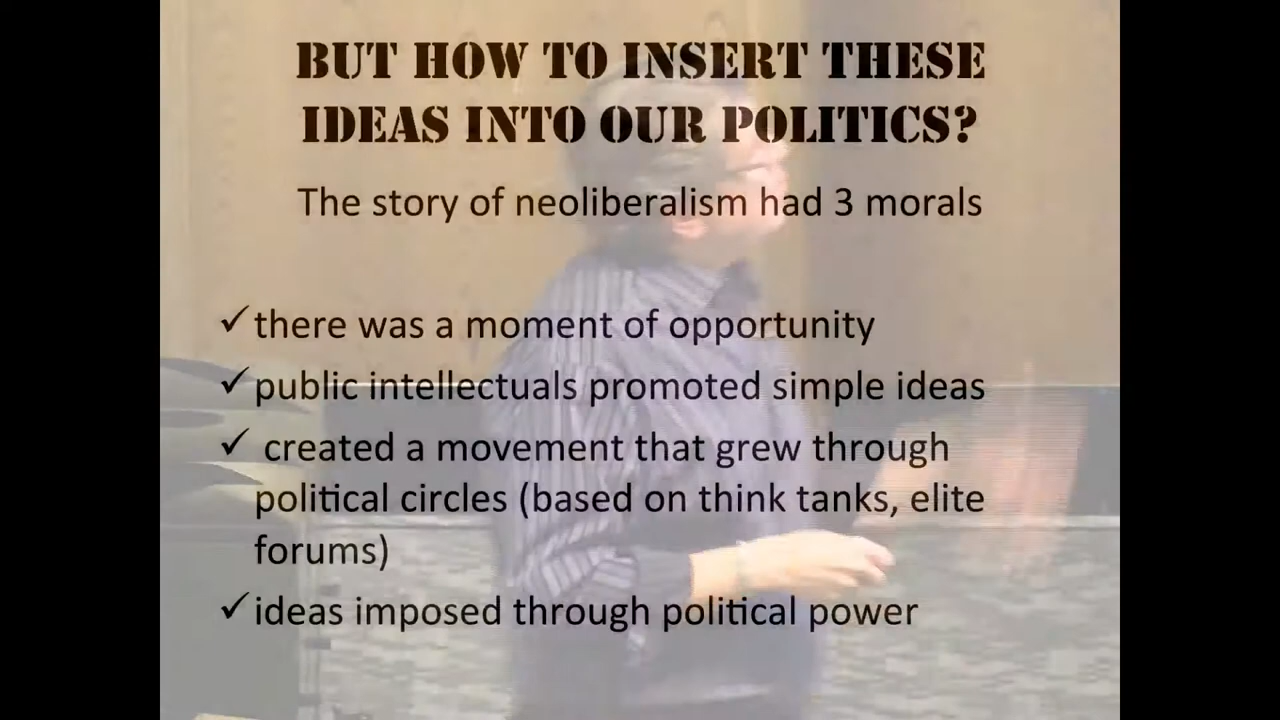 BUT HOW TO INSERT THESE
IDEAS INTO OUR POLITICS?
The story of neoliberalism had 3 morals
✓ there was a moment of opportunity
✓ public intellectuals promoted simple ideas
✓ created a movement that grew through
political circles (based on think tanks, elite
forums)
✓ ideas imposed through political power